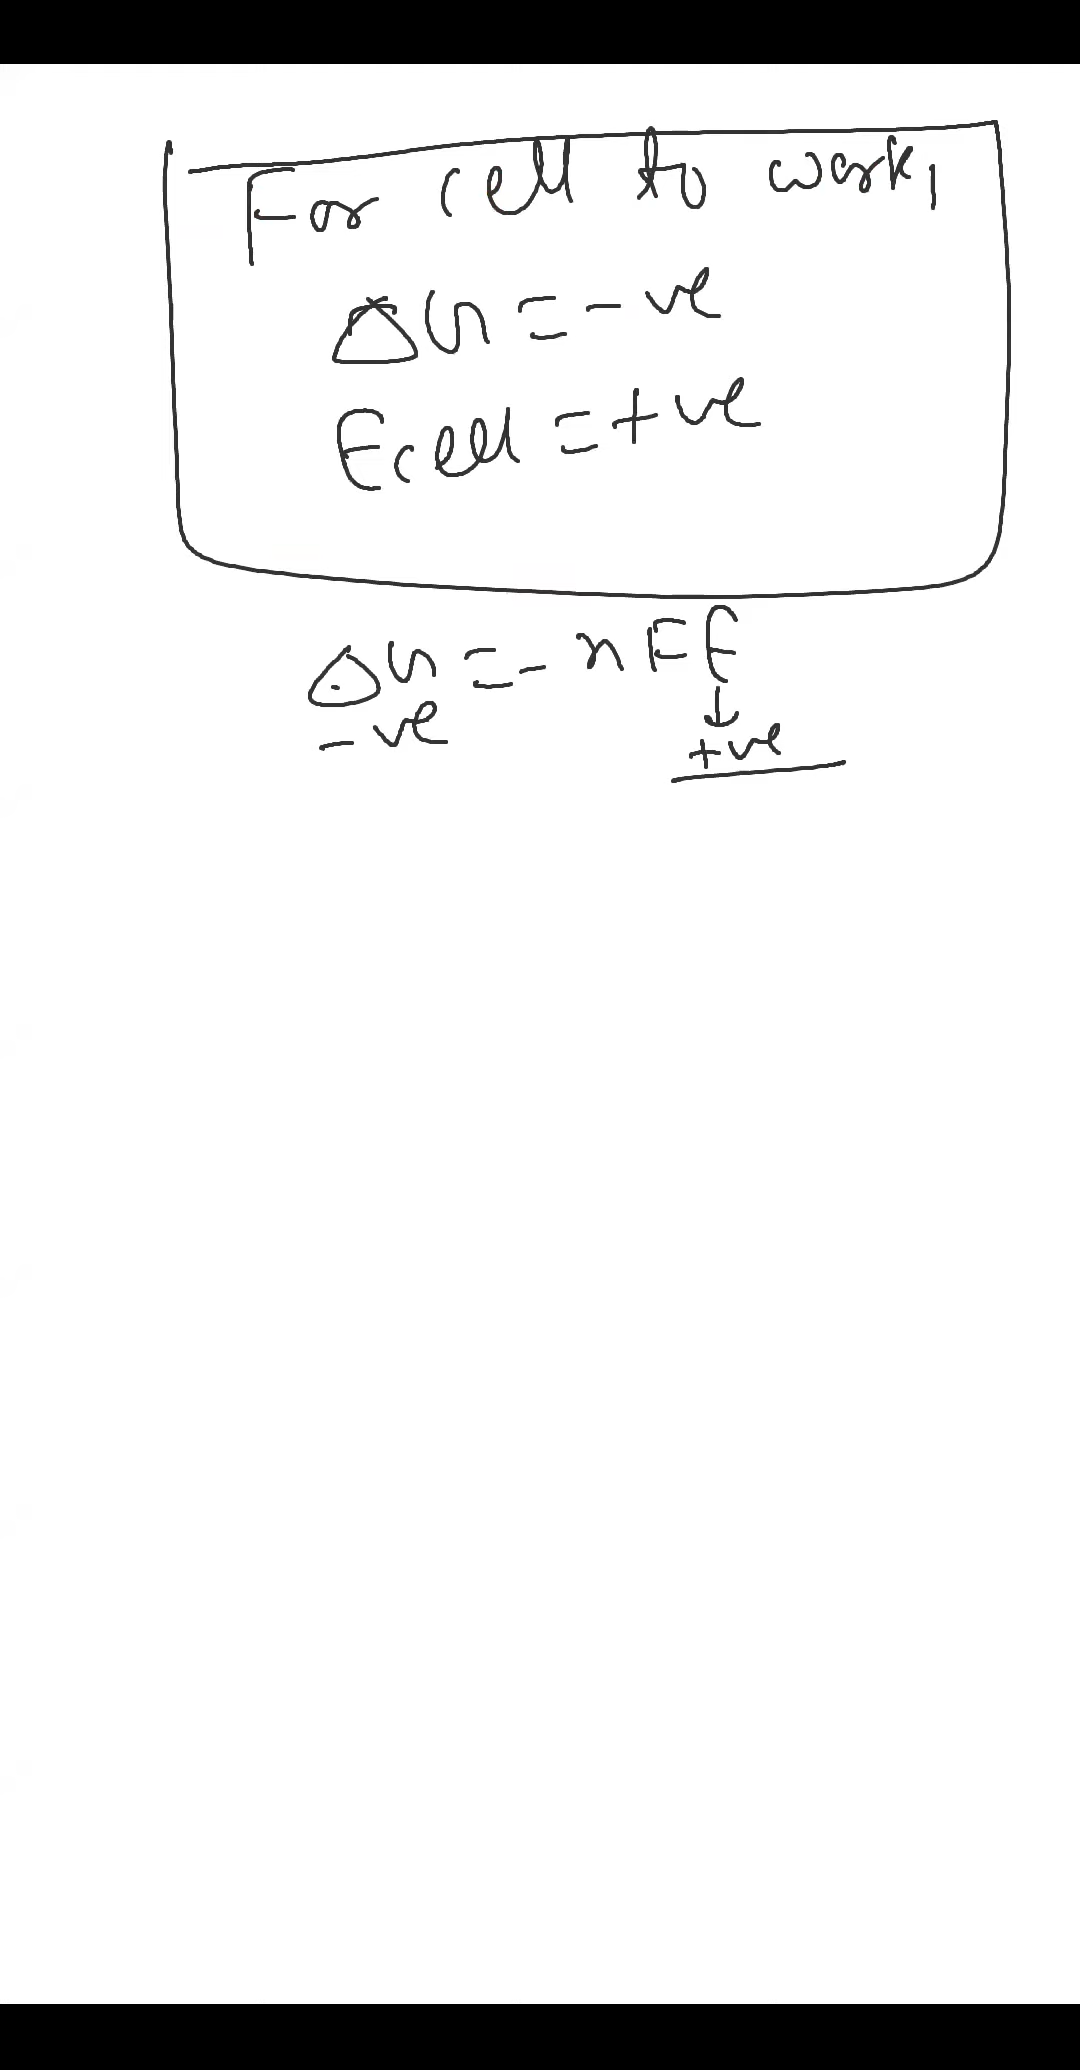 For cell to work,
ΔG = -ve
Ecell = +ve
ΔG = - nFE
-ve ↓
+ve